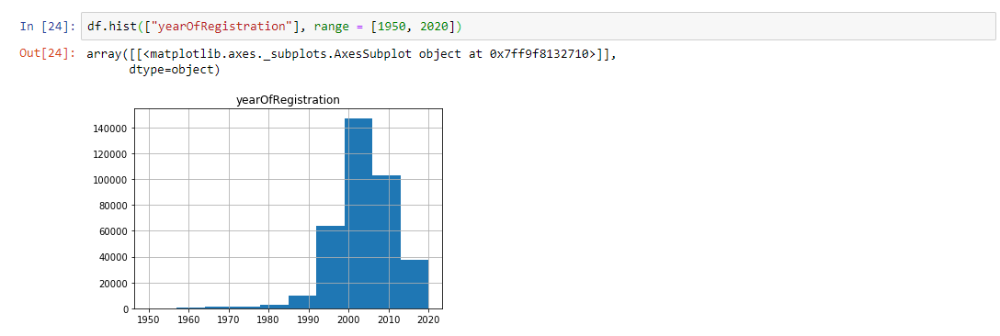 In [24]: df.hist(["yearOfRegistration"], range = [1950, 2020])
Out[24]: array([[<matplotlib.axes._subplots.AxesSubplot object at 0x7ff9f8132710>]],
dtype=object)
yearOfRegistration
140000
120000
100000
80000
60000
40000
20000
0
1950 1960 1970 1980 1990 2000 2010 2020